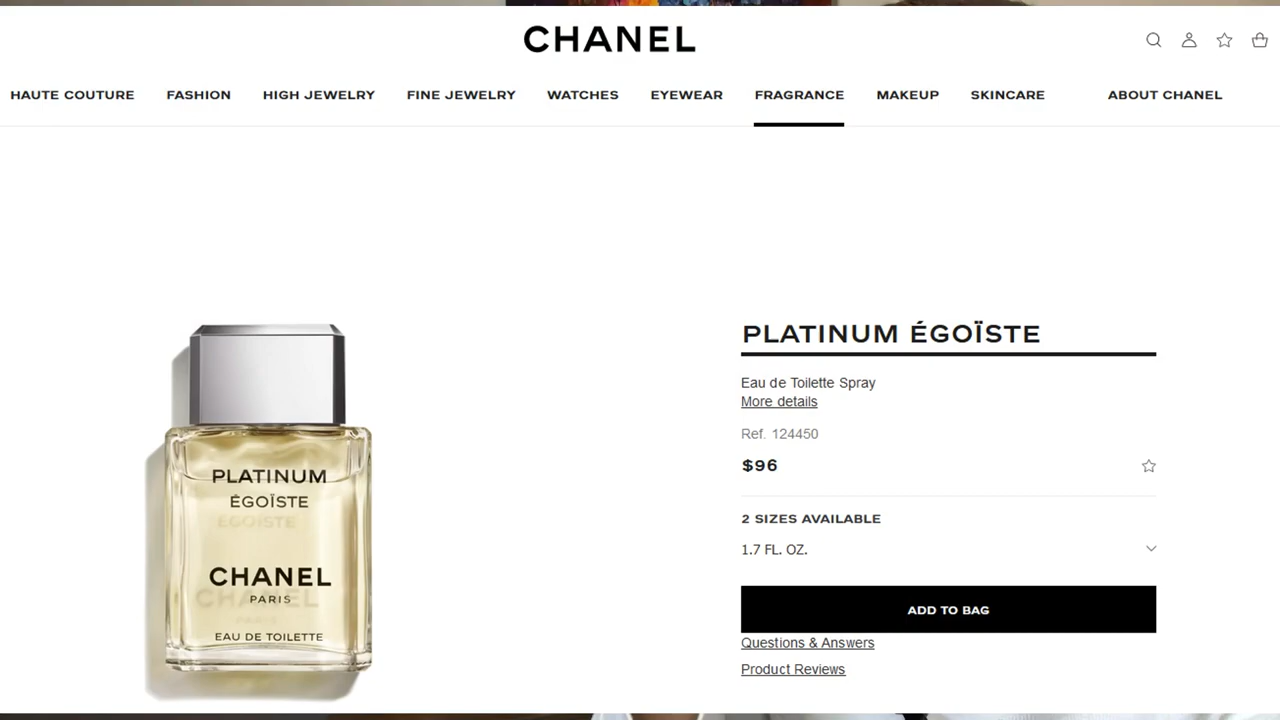 CHANEL
HAUTE COUTURE FASHION HIGH JEWELRY FINE JEWELRY WATCHES EYEWEAR FRAGRANCE MAKEUP SKINCARE ABOUT CHANEL
PLATINUM ÉGOÏSTE
Eau de Toilette Spray
More details
Ref. 124450
$96
2 SIZES AVAILABLE
1.7 FL. OZ.
ADD TO BAG
Questions & Answers
Product Reviews
PLATINUM
ÉGOÏSTE
CHANEL
PARIS
EAU DE TOILETTE